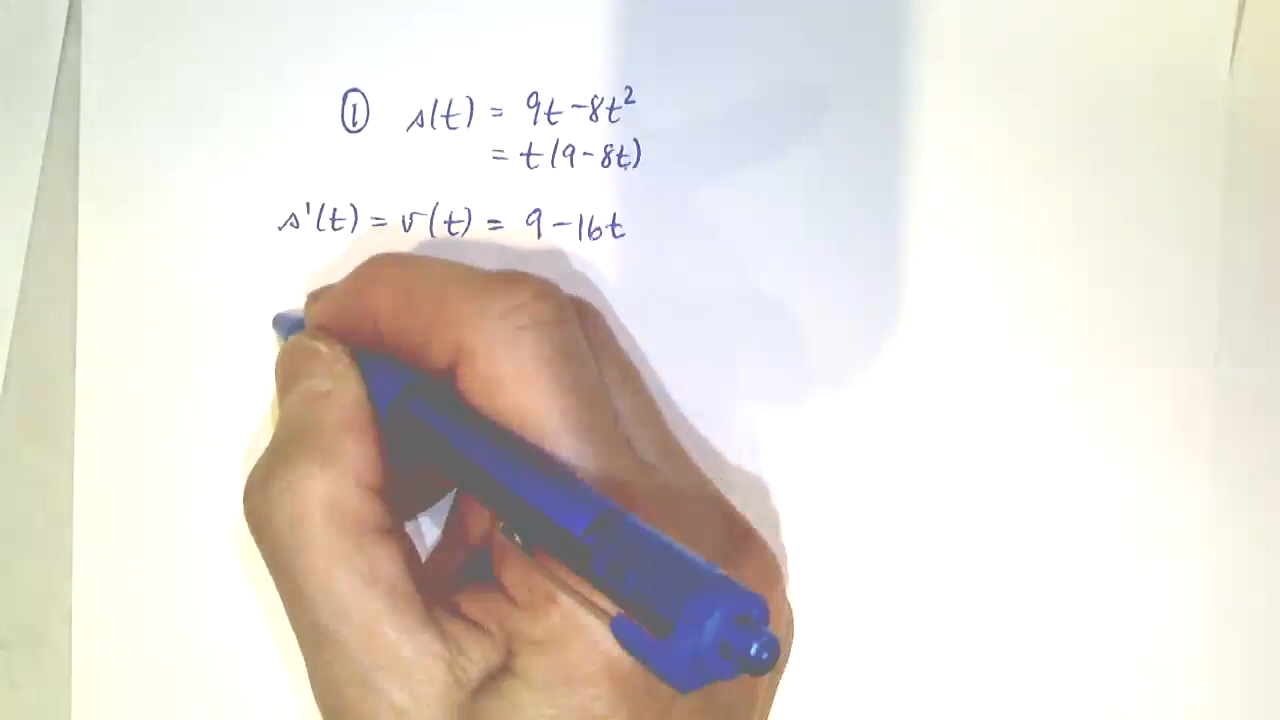 ① s(t) = 9t - 8t²
= t(9 - 8t)
s'(t) = v(t) = 9 - 16t